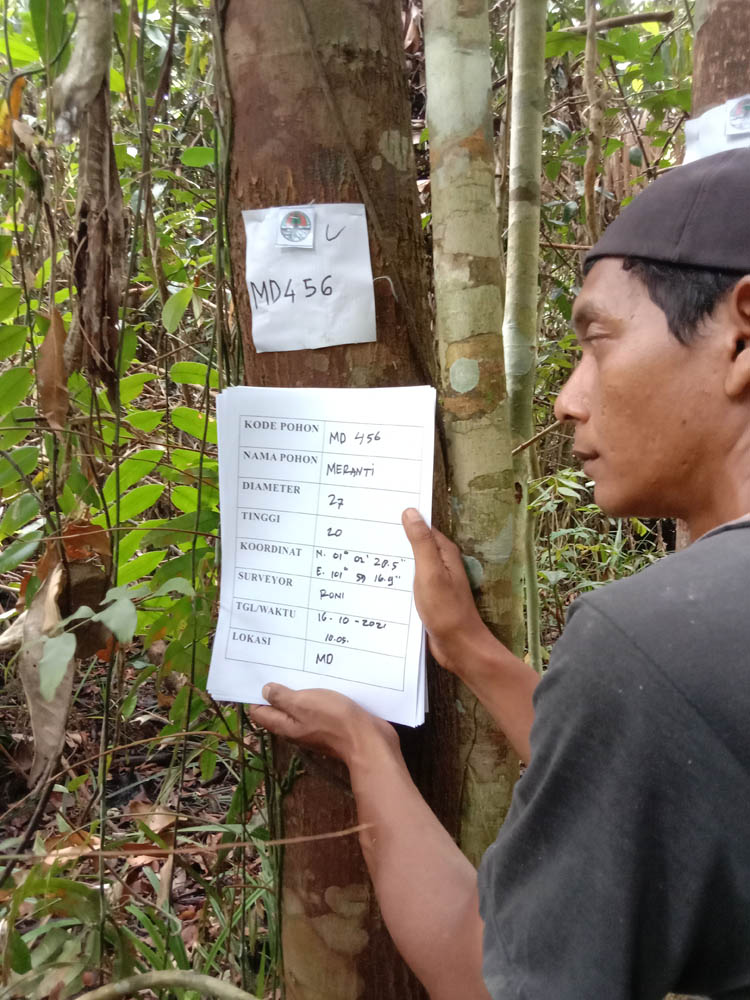 MD456
KODE POHON MD 456
NAMA POHON MERANTI
DIAMETER 27
TINGGI 20
KOORDINAT N. 01° 02' 20.5"
E. 101° 59 16.9"
SURVEYOR RONI
TGL/WAKTU 16-10-2021
10.05.
LOKASI MD